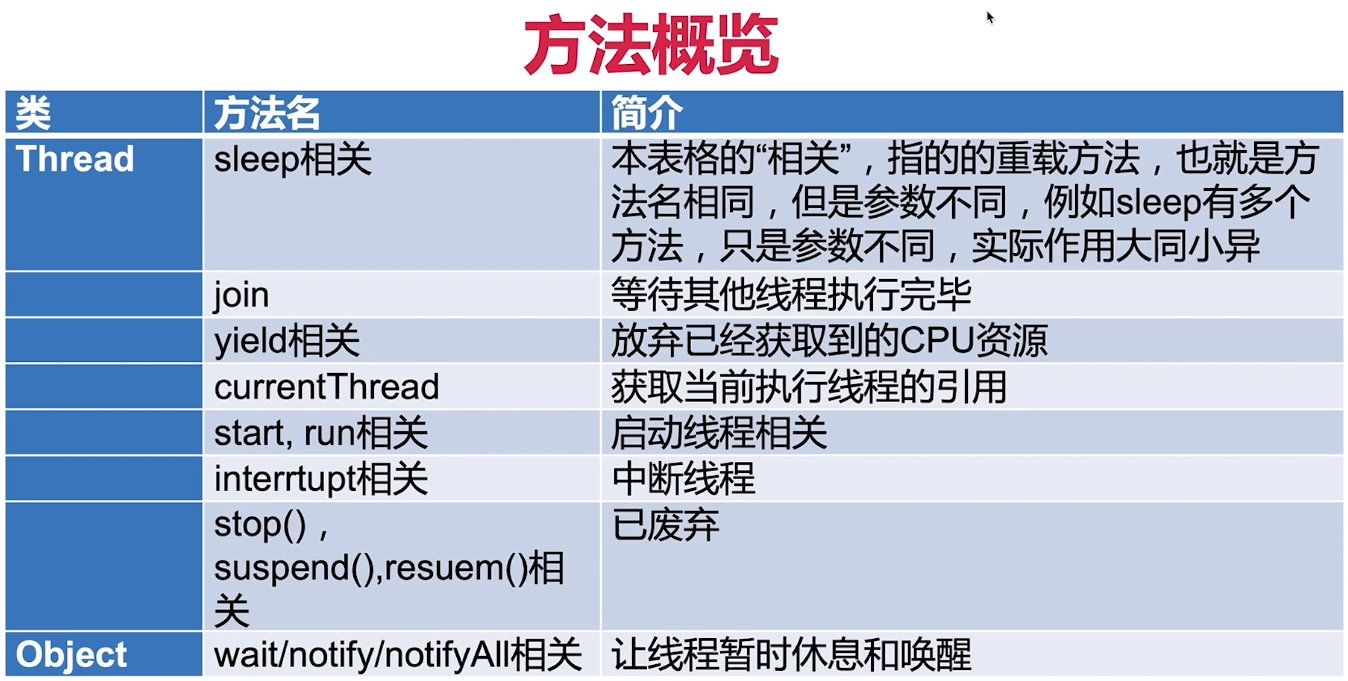 方法概览
类 方法名 简介
Thread sleep相关 本表格的“相关”，指的的重载方法，也就是方
法名相同，但是参数不同，例如sleep有多个
方法，只是参数不同，实际作用大同小异
join 等待其他线程执行完毕
yield相关 放弃已经获取到的CPU资源
currentThread 获取当前执行线程的引用
start, run相关 启动线程相关
interrtupt相关 中断线程
stop()， 已废弃
suspend(),resuem()相
关
Object wait/notify/notifyAll相关 让线程暂时休息和唤醒